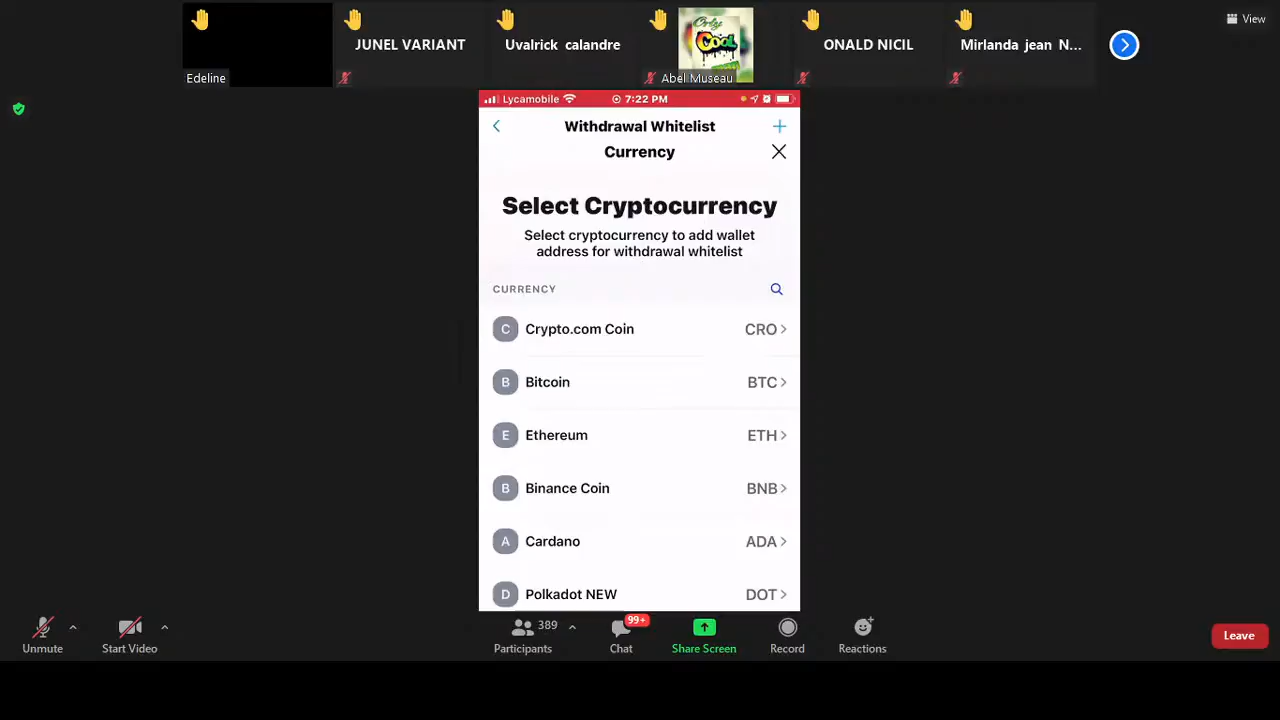 View
JUNEL VARIANT
Uvalrick calandre
COOL
ONALD NICIL
Mirlanda jean N...
Edeline
Abel Museau
Lycamobile
7:22 PM
Withdrawal Whitelist
Currency
Select Cryptocurrency
Select cryptocurrency to add wallet
address for withdrawal whitelist
CURRENCY
C Crypto.com Coin CRO
B Bitcoin BTC
E Ethereum ETH
B Binance Coin BNB
A Cardano ADA
D Polkadot NEW DOT
389
99+
Unmute
Start Video
Participants
Chat
Share Screen
Record
Reactions
Leave